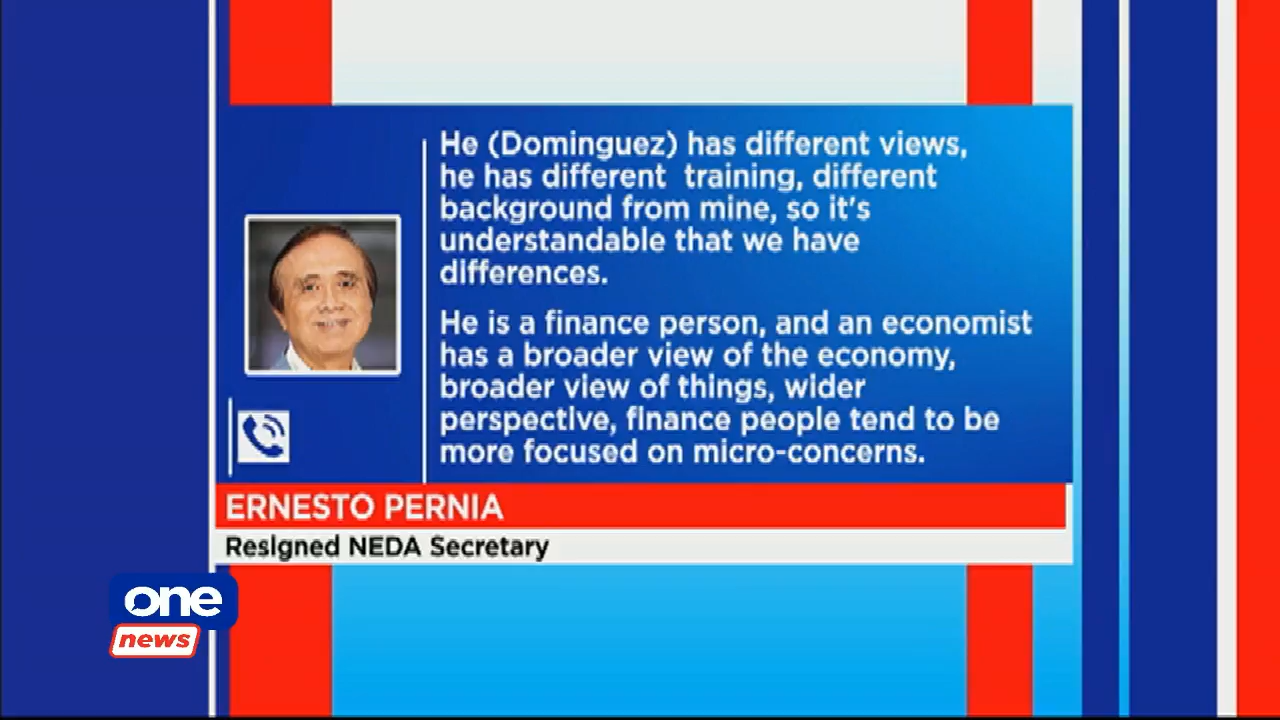 He (Dominguez) has different views,
he has different training, different
background from mine, so it's
understandable that we have
differences.
He is a finance person, and an economist
has a broader view of the economy,
broader view of things, wider
perspective, finance people tend to be
more focused on micro-concerns.
ERNESTO PERNIA
Resigned NEDA Secretary
one
news